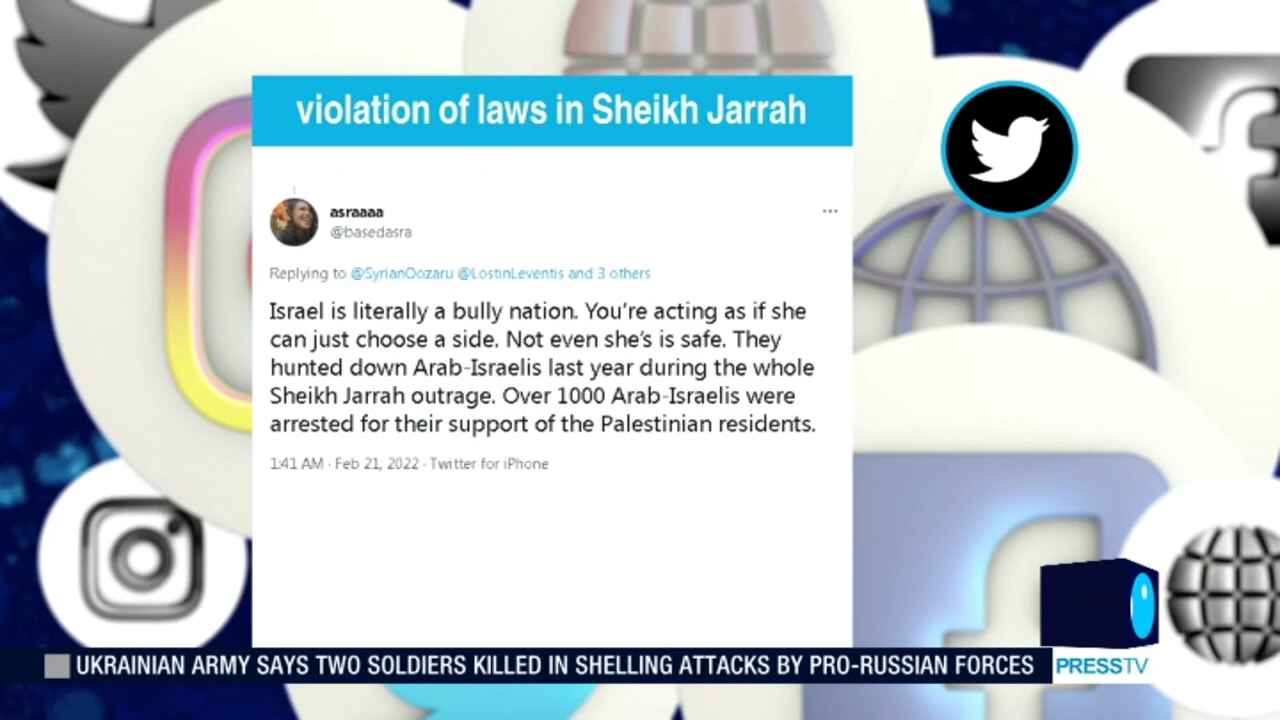 violation of laws in Sheikh Jarrah
asraaaa
@basedasra
Replying to @SyrianOozaru @LostinLeventis and 3 others
Israel is literally a bully nation. You're acting as if she
can just choose a side. Not even she's is safe. They
hunted down Arab-Israelis last year during the whole
Sheikh Jarrah outrage. Over 1000 Arab-Israelis were
arrested for their support of the Palestinian residents.
1:41 AM · Feb 21, 2022 · Twitter for iPhone
UKRAINIAN ARMY SAYS TWO SOLDIERS KILLED IN SHELLING ATTACKS BY PRO-RUSSIAN FORCES
PRESSTV